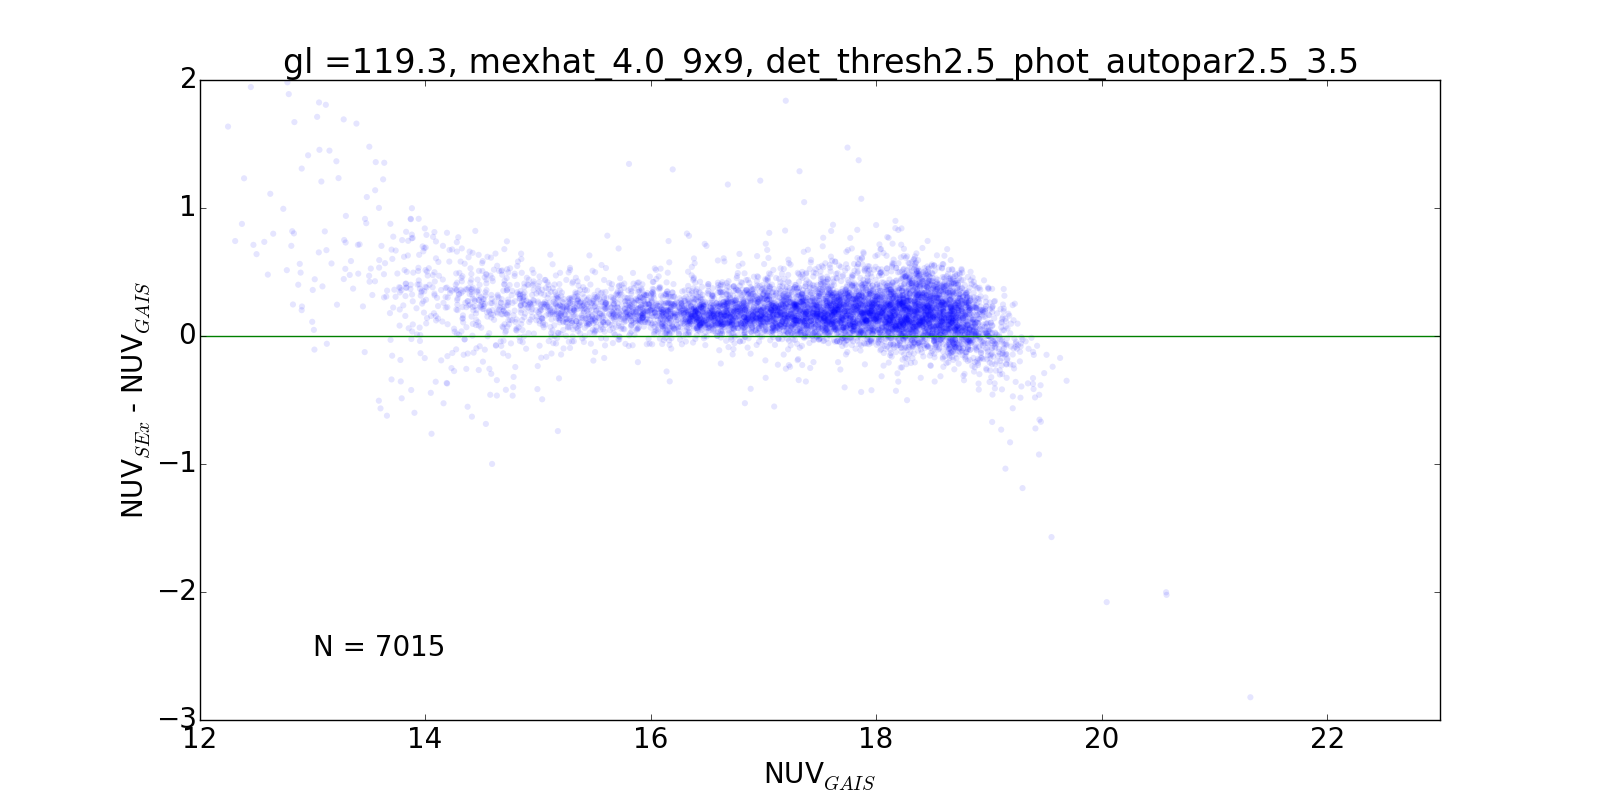 gl =119.3, mexhat_4.0_9x9, det_thresh2.5_phot_autopar2.5_3.5
2
1
0
−1
−2
−3
NUV_SEx - NUV_GAIS
N = 7015
12 14 16 18 20 22
NUV_GAIS